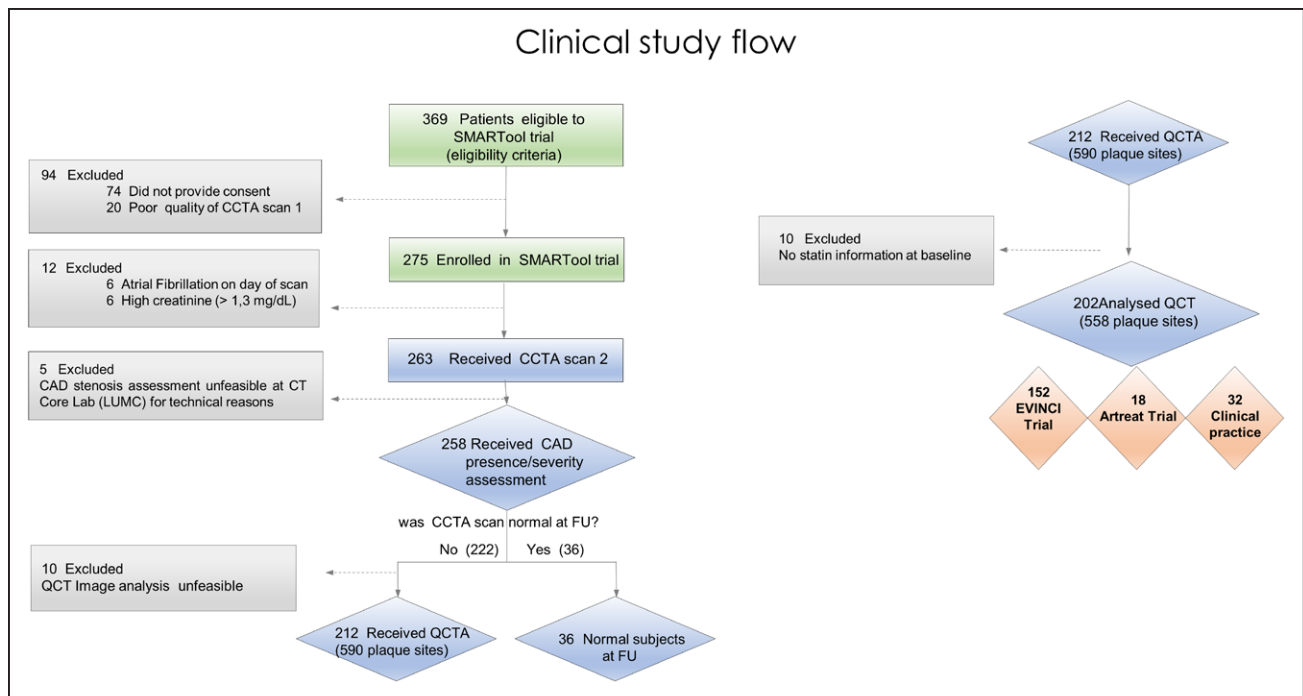 Clinical study flow
369 Patients eligible to
SMARTool trial
(eligibility criteria)
94 Excluded
74 Did not provide consent
20 Poor quality of CCTA scan 1
275 Enrolled in SMARTool trial
12 Excluded
6 Atrial Fibrillation on day of scan
6 High creatinine (> 1,3 mg/dL)
263 Received CCTA scan 2
5 Excluded
CAD stenosis assessment unfeasible at CT
Core Lab (LUMC) for technical reasons
258 Received CAD
presence/severity
assessment
was CCTA scan normal at FU?
No (222) Yes (36)
10 Excluded
QCT Image analysis unfeasible
212 Received QCTA
(590 plaque sites)
36 Normal subjects
at FU
212 Received QCTA
(590 plaque sites)
10 Excluded
No statin information at baseline
202Analysed QCT
(558 plaque sites)
152
EVINCI
Trial
18
Artreat Trial
32
Clinical
practice